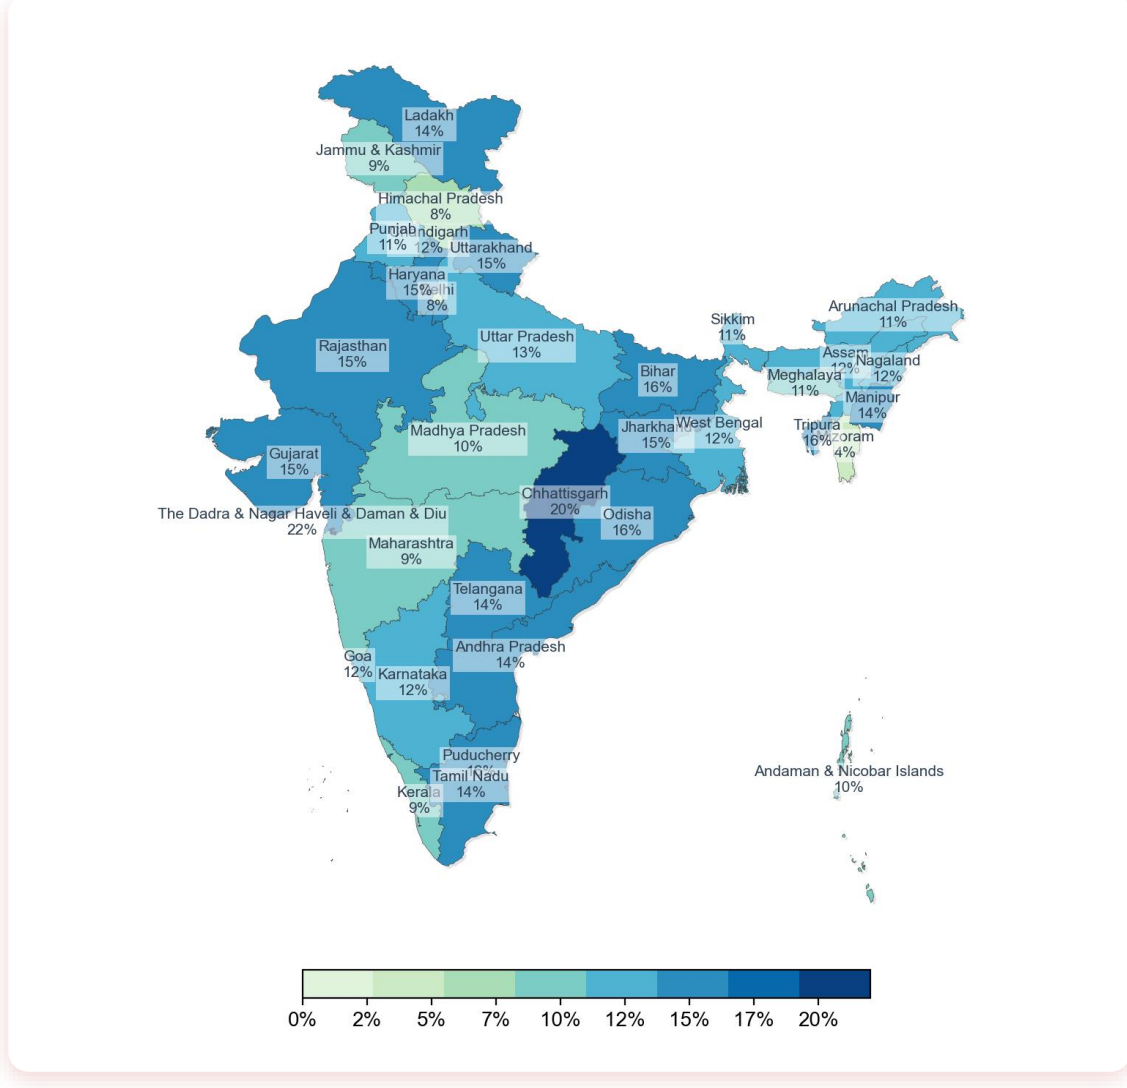 Ladakh
14%
Jammu & Kashmir
9%
Himachal Pradesh
8%
Punjab
11%
12%
Uttarakhand
15%
Haryana
15%
8%
Uttar Pradesh
13%
Rajasthan
15%
Sikkim
11%
Arunachal Pradesh
11%
Assam
12%
Nagaland
12%
Meghalaya
11%
Manipur
14%
Tripura
16%
4%
Bihar
16%
Jharkhand
15%
West Bengal
12%
Madhya Pradesh
10%
Gujarat
15%
Chhattisgarh
20%
Odisha
16%
The Dadra & Nagar Haveli & Daman & Diu
22%
Maharashtra
9%
Telangana
14%
Andhra Pradesh
14%
Goa
12%
Karnataka
12%
Puducherry
Tamil Nadu
14%
Kerala
9%
Andaman & Nicobar Islands
10%
0% 2% 5% 7% 10% 12% 15% 17% 20%